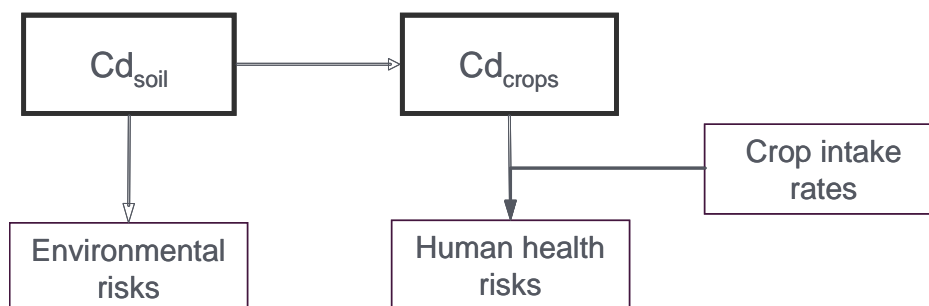 Cdsoil
Cdcrops
Crop intake
rates
Environmental
risks
Human health
risks